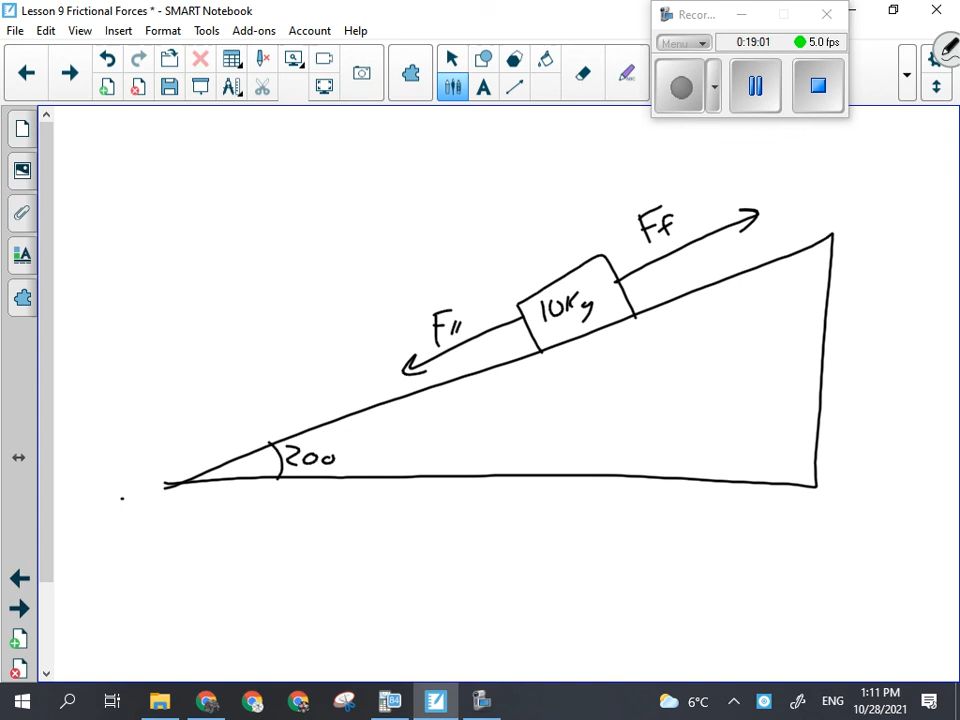 Lesson 9 Frictional Forces * - SMART Notebook
Recor...
File Edit View Insert Format Tools Add-ons Account Help
Menu
0:19:01
5.0 fps
A
A
Ff
10Kg
F||
200
6°C
ENG
1:11 PM
10/28/2021